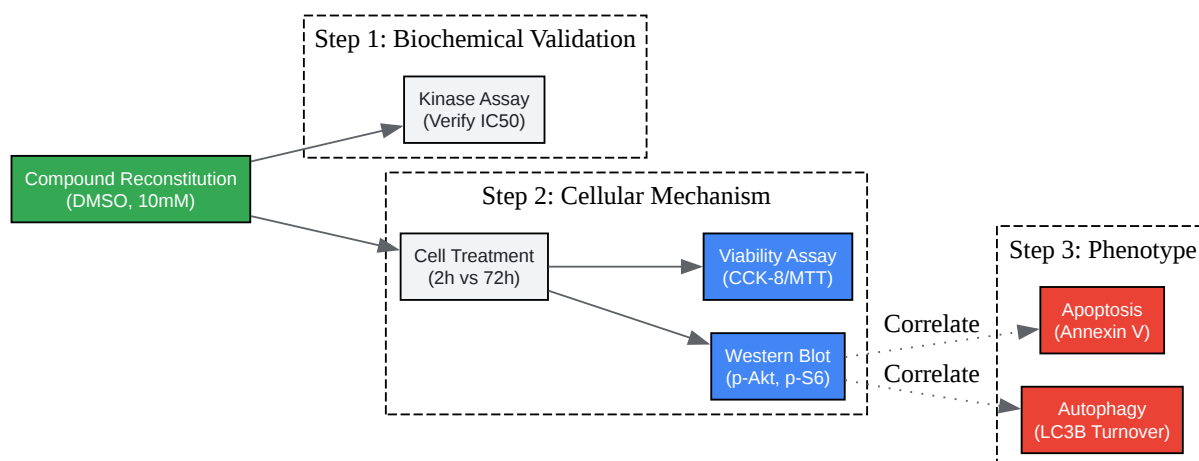 Step 1: Biochemical Validation
Kinase Assay
(Verify IC50)
Compound Reconstitution
(DMSO, 10mM)
Step 2: Cellular Mechanism
Cell Treatment
(2h vs 72h)
Viability Assay
(CCK-8/MTT)
Western Blot
(p-Akt, p-S6)
Correlate
Correlate
Step 3: Phenotype
Apoptosis
(Annexin V)
Autophagy
(LC3B Turnover)